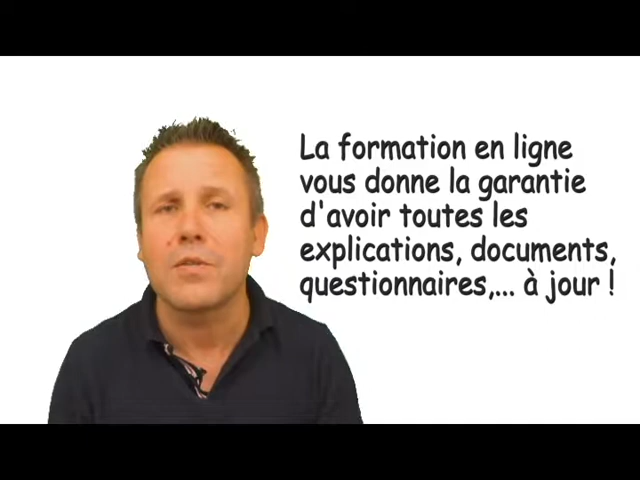 La formation en ligne
vous donne la garantie
d'avoir toutes les
explications, documents,
questionnaires,... à jour !